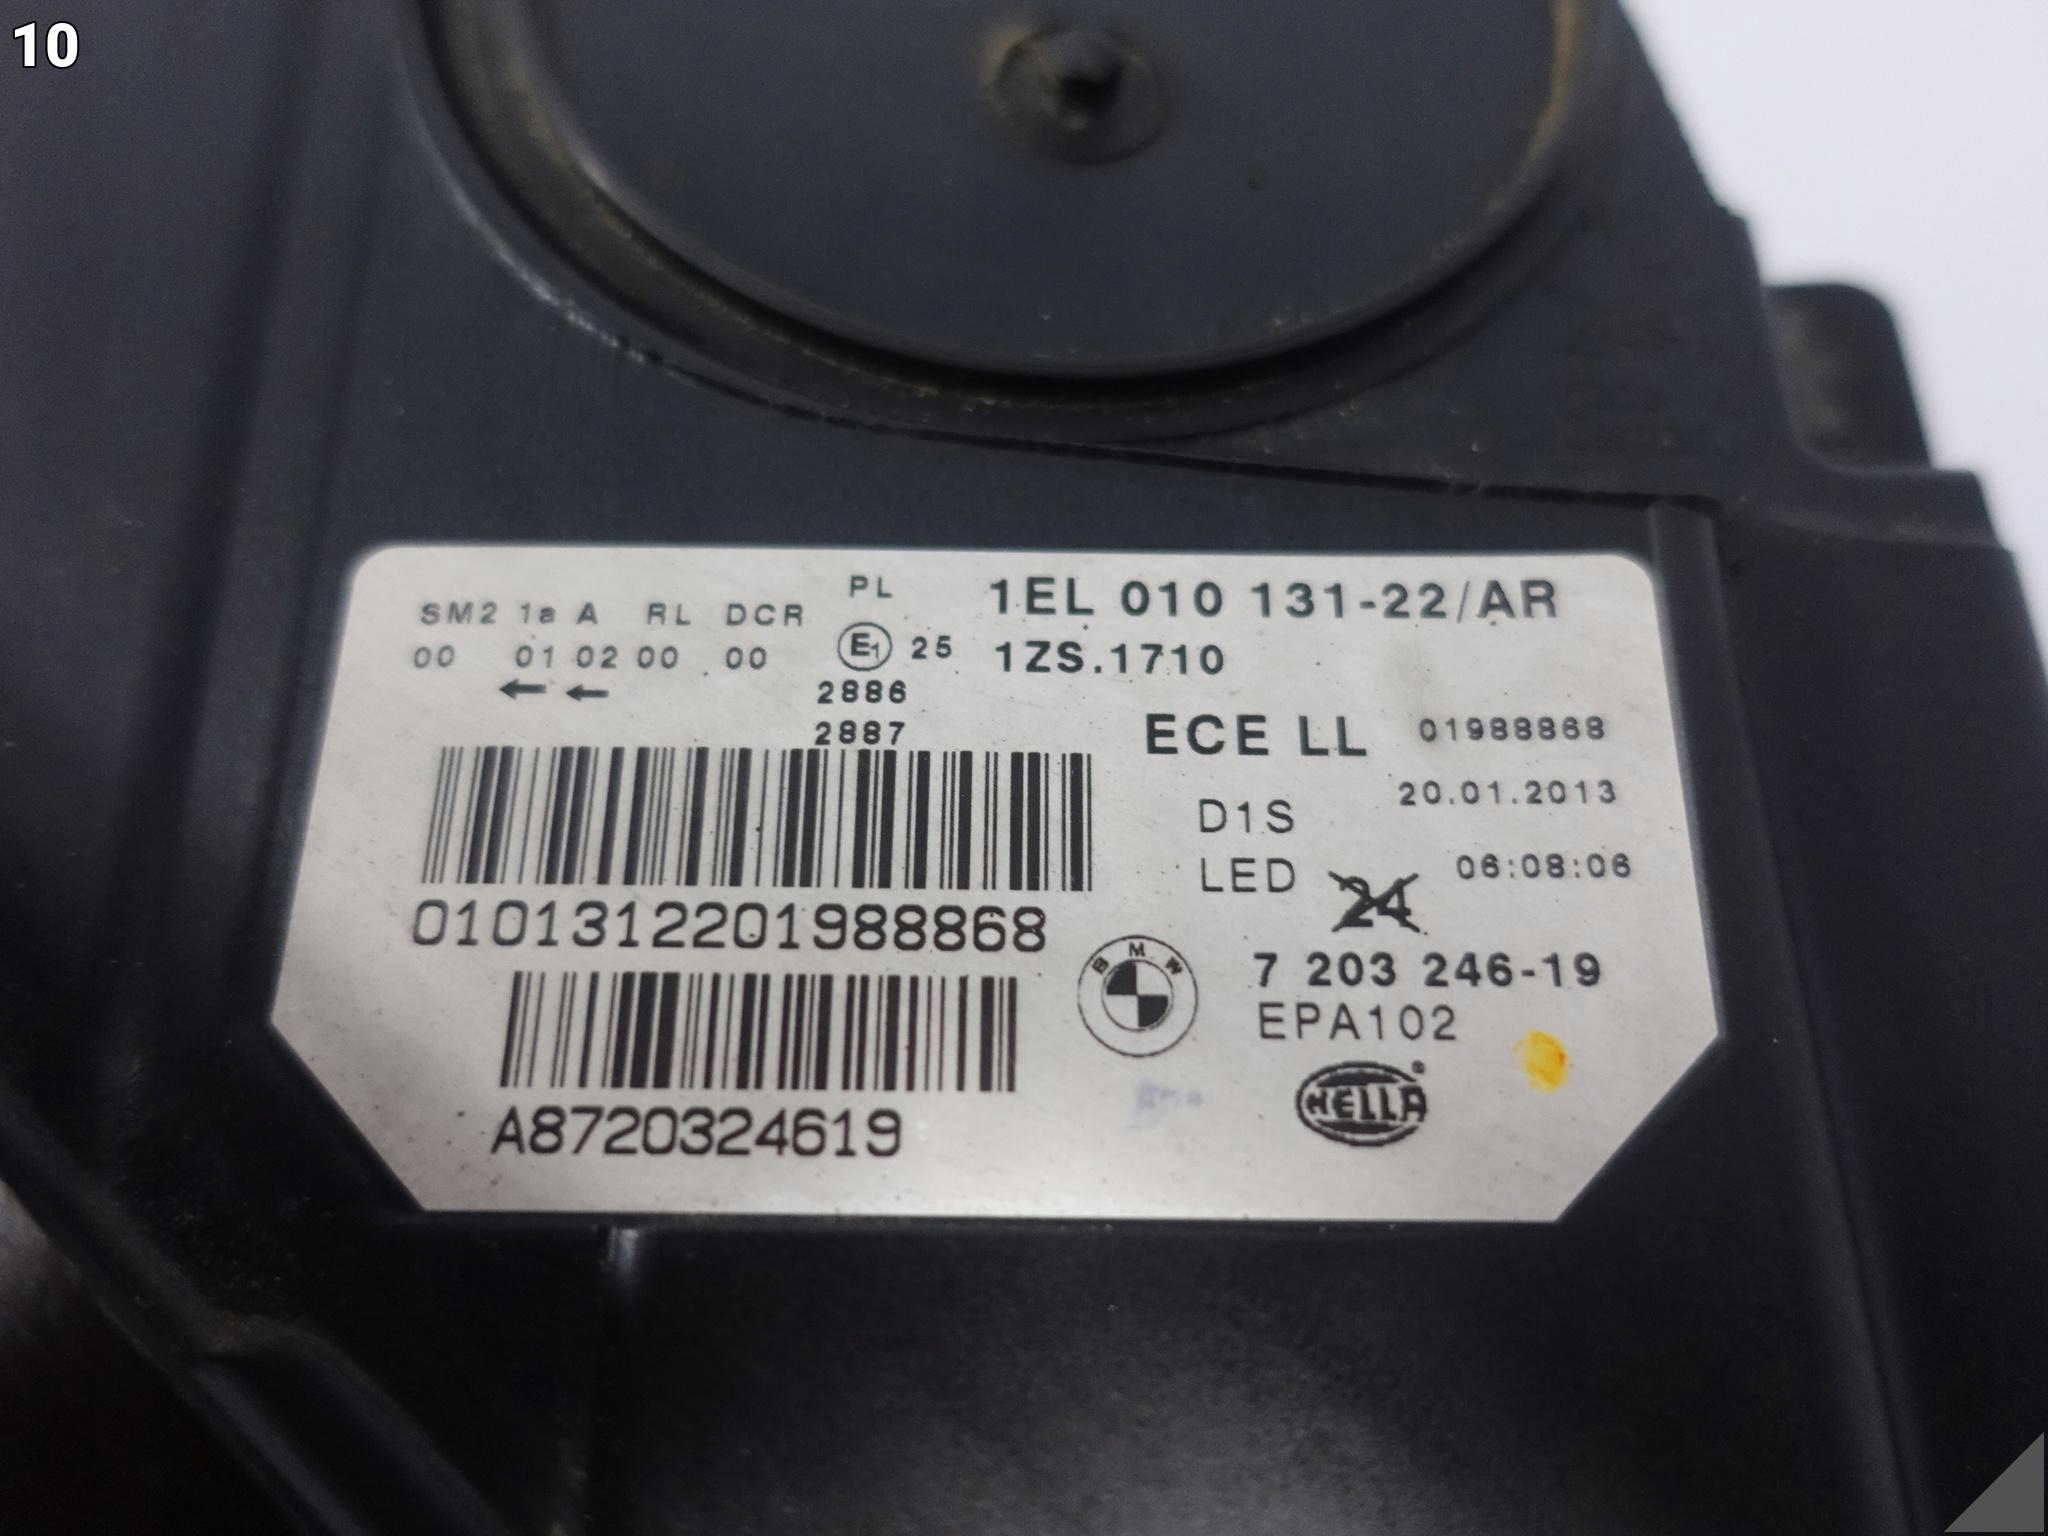 10
PL
SM2 1a A RL DCR
00 01 02 00 00
E1 25
2886
2887
1EL 010 131-22/AR
1ZS.1710
ECE LL 01988868
D1S 20.01.2013
LED 24 06:08:06
0101312201988868
BMW
7 203 246-19
EPA102
HELLA®
A8720324619